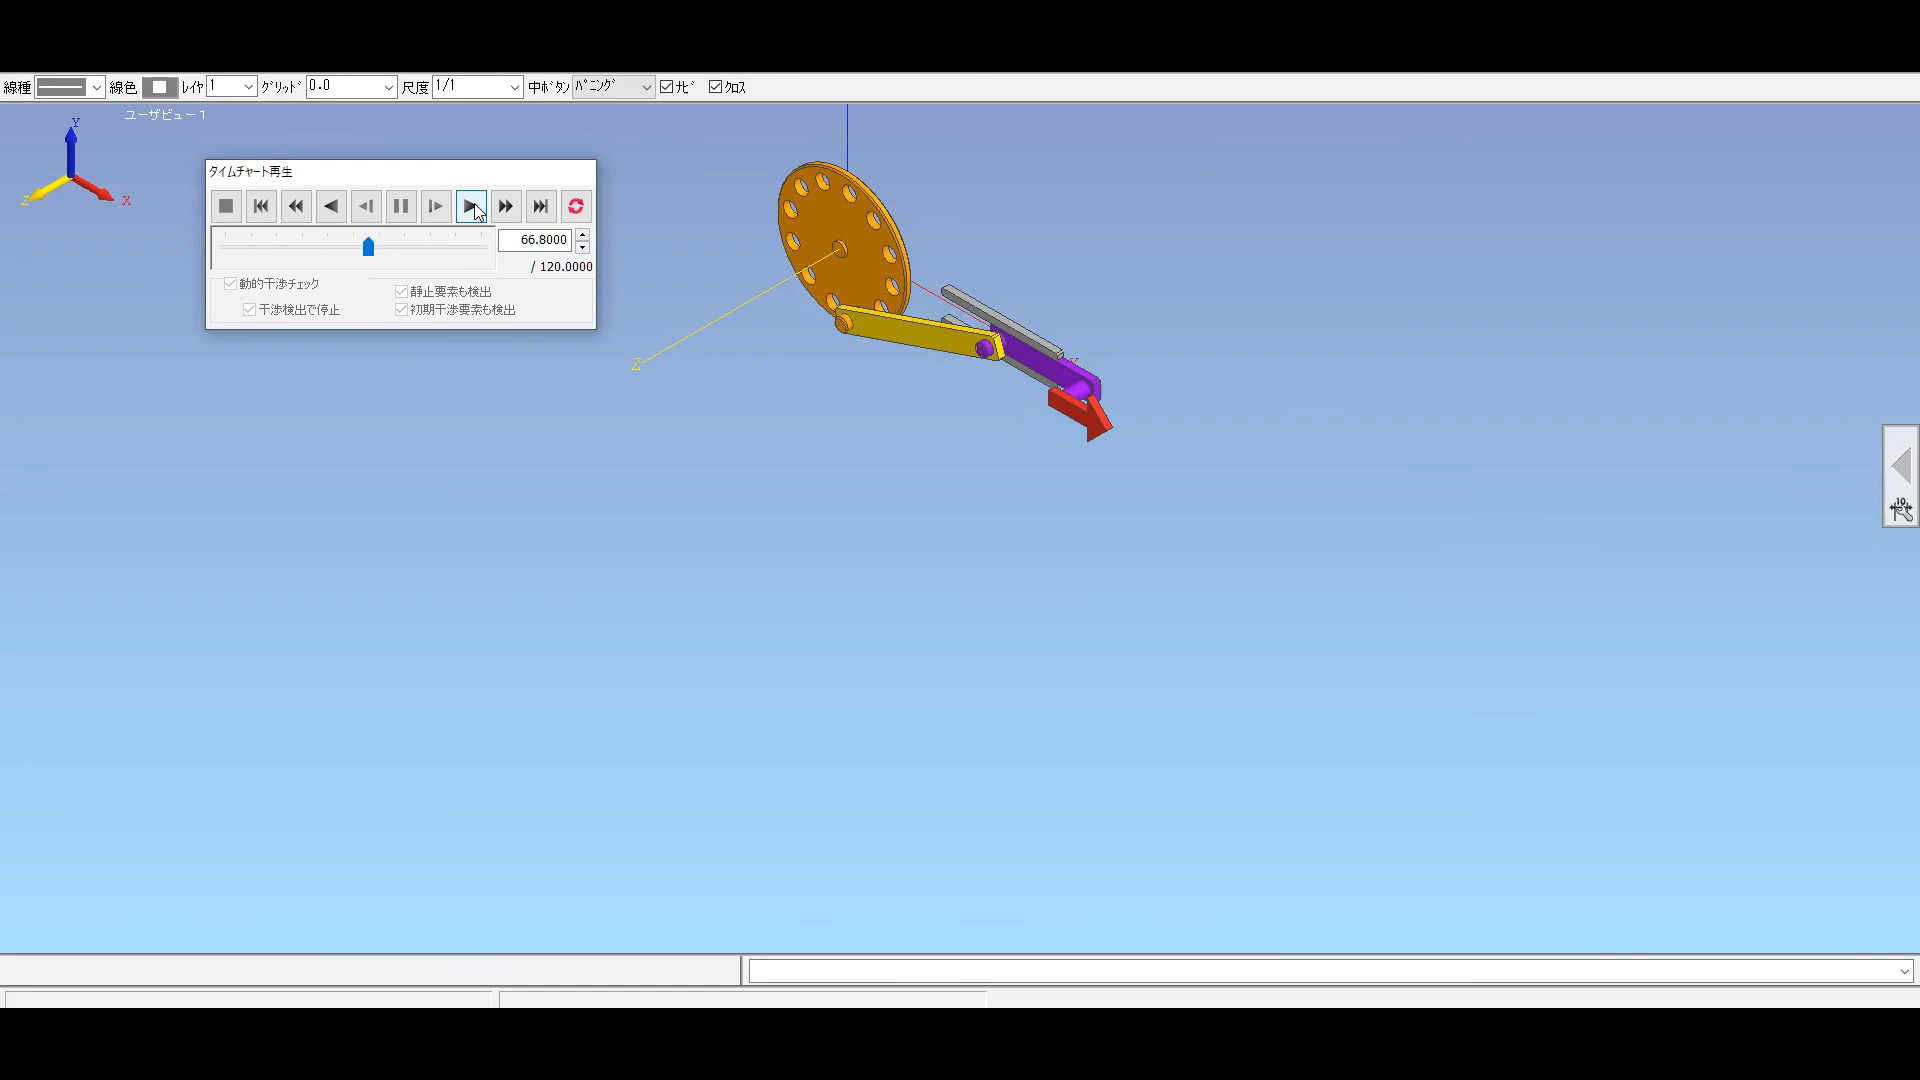 線種 線色 ﾚｲﾔ 1 ｸﾞﾘｯﾄﾞ 0.0 尺度 1/1 中ﾎﾞﾀﾝ ﾊﾟﾆﾝｸﾞ ﾅﾋﾞ ｸﾛｽ
ユーザビュー１
Y
Z X
タイムチャート再生
66.8000
/ 120.0000
動的干渉チェック
静止要素も検出
干渉検出で停止
初期干渉要素も検出
Z
X
10